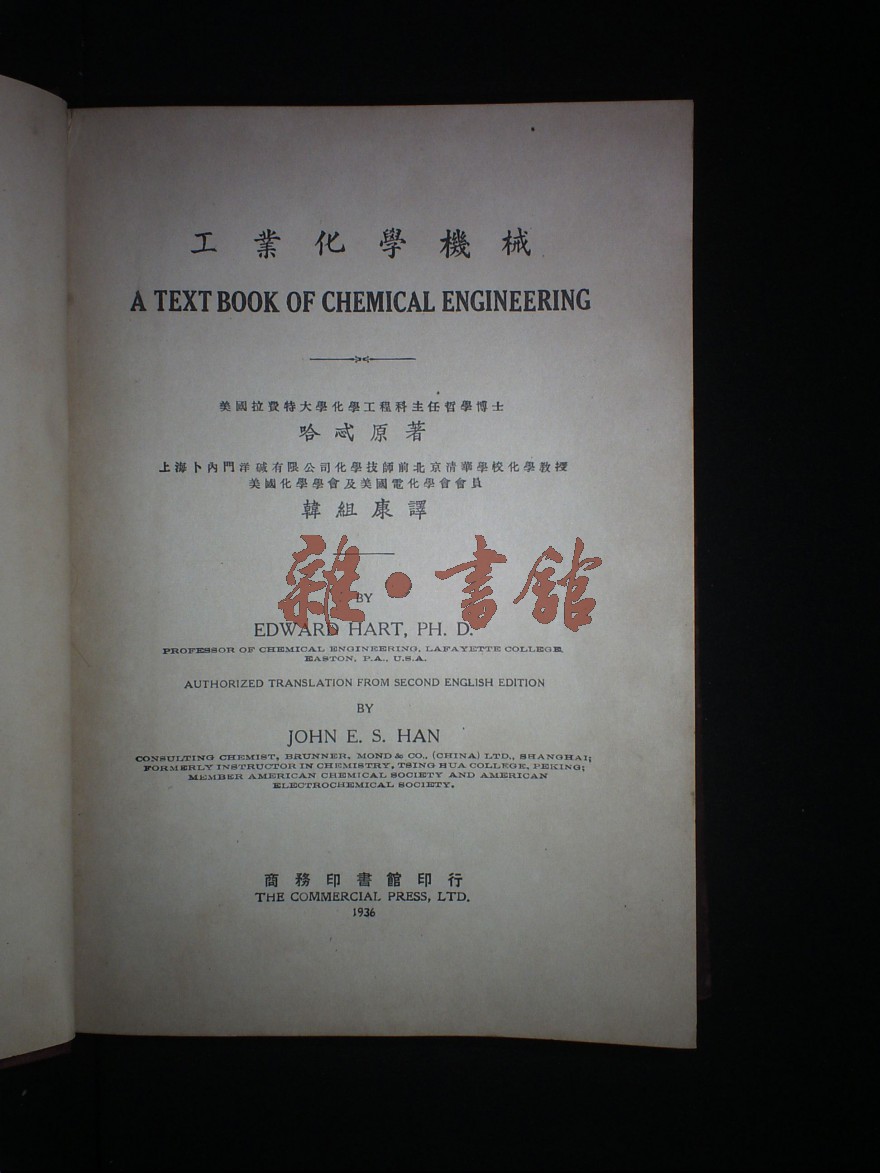 工業化學機械
A TEXT BOOK OF CHEMICAL ENGINEERING
美國拉費特大學化學工程科主任哲學博士
哈忒原著
上海卜內門洋碱有限公司化學技師前北京清華學校化學教授
美國化學學會及美國電化學會會員
韓組康譯
雜·書館
BY
EDWARD HART, PH. D.
PROFESSOR OF CHEMICAL ENGINEERING, LAFAYETTE COLLEGE,
EASTON, P.A., U.S.A.
AUTHORIZED TRANSLATION FROM SECOND ENGLISH EDITION
BY
JOHN E. S. HAN
CONSULTING CHEMIST, BRUNNER, MOND & CO., (CHINA) LTD., SHANGHAI;
FORMERLY INSTRUCTOR IN CHEMISTRY, TSING HUA COLLEGE, PEKING;
MEMBER AMERICAN CHEMICAL SOCIETY AND AMERICAN
ELECTROCHEMICAL SOCIETY.
商務印書館印行
THE COMMERCIAL PRESS, LTD.
1936